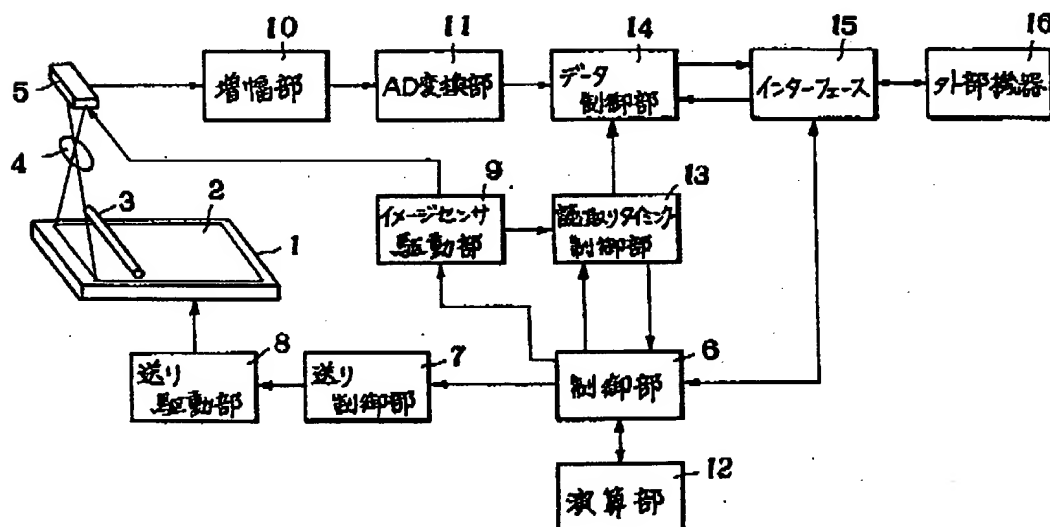 10
11
14
15
16
5
増幅部
AD変換部
データ
制御部
インターフェース
外部機器
4
3
2
1
9
イメージセンサ
駆動部
13
読取りタイミング
制御部
8
送り
駆動部
7
送り
制御部
6
制御部
12
演算部